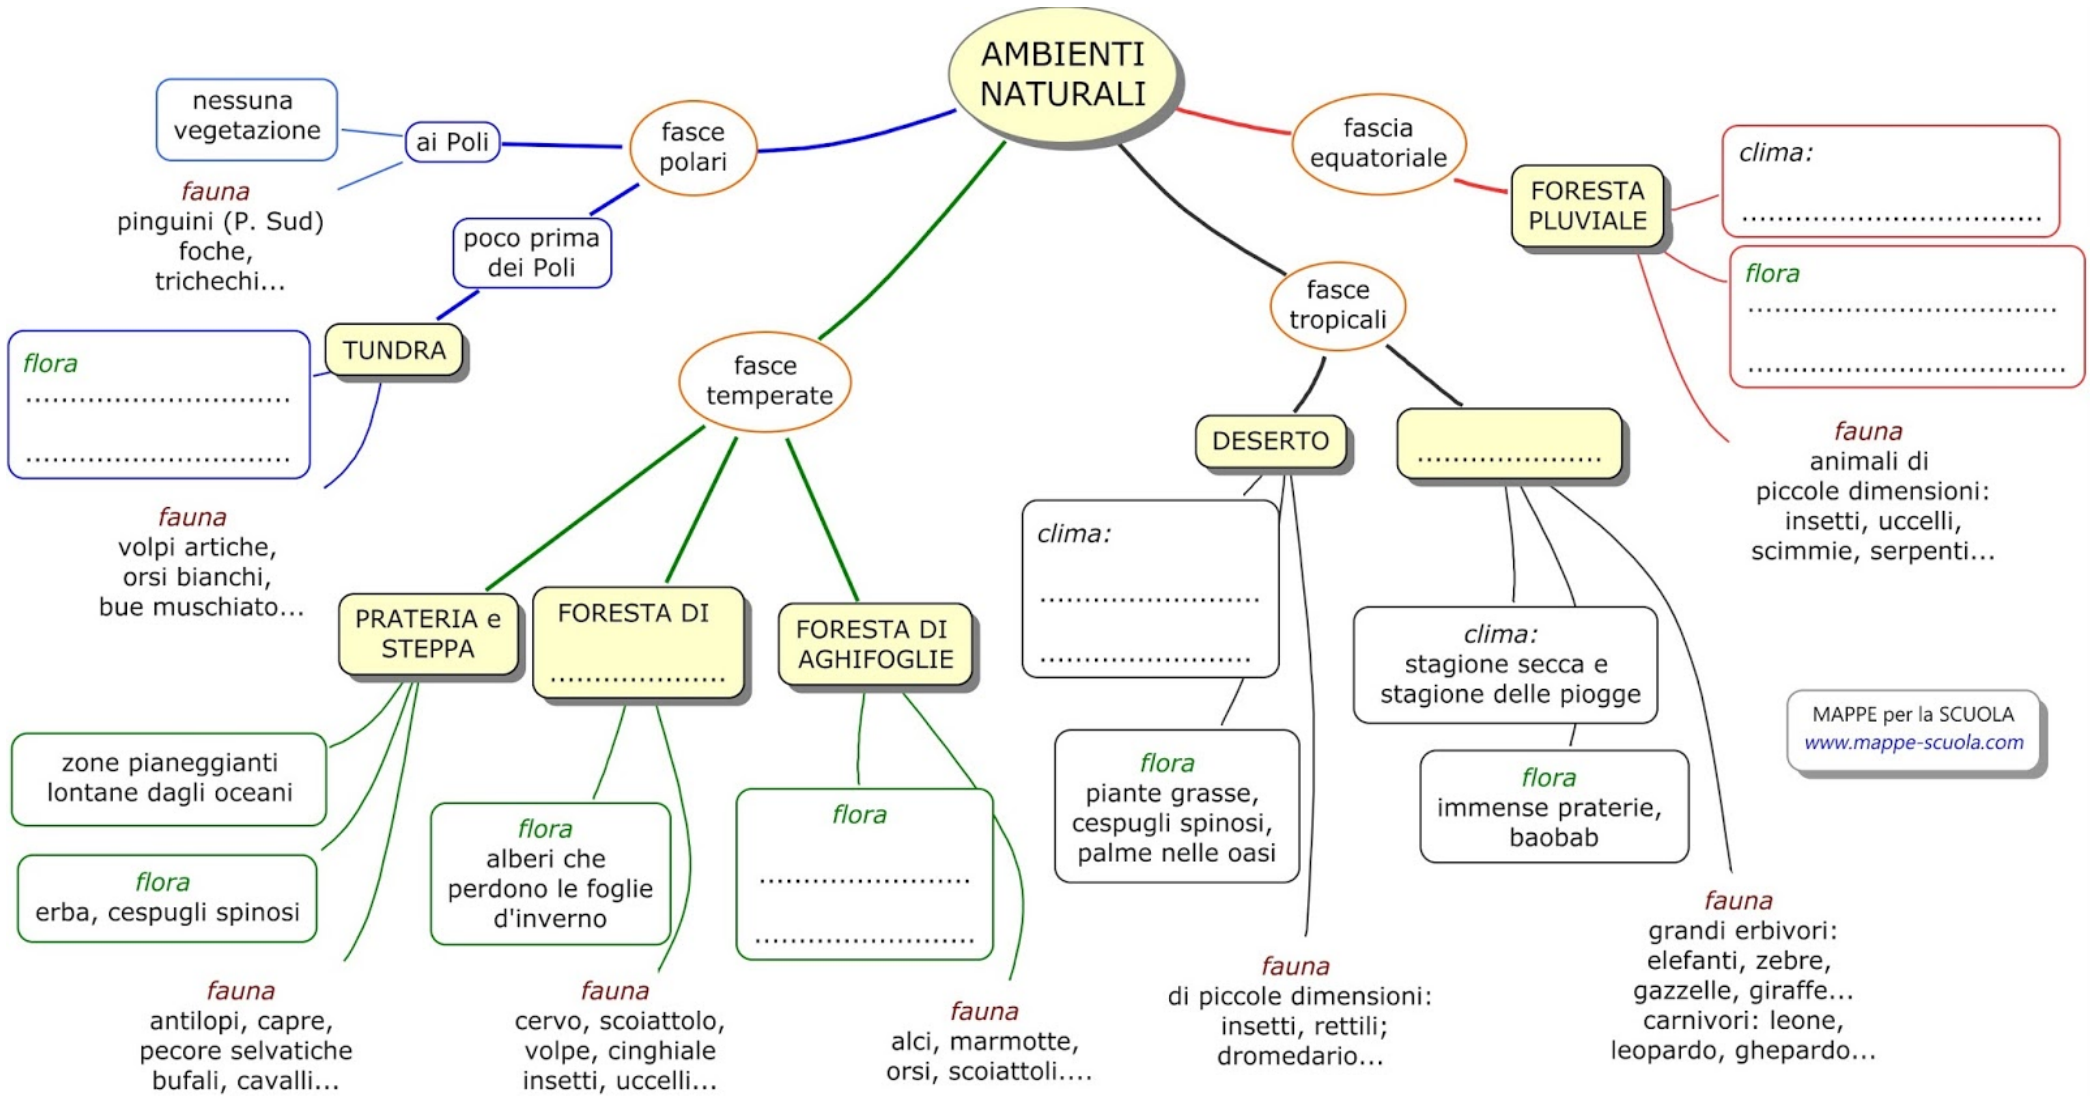 AMBIENTI
NATURALI
nessuna
vegetazione
ai Poli
fasce
polari
fauna
pinguini (P. Sud)
foche,
trichechi...
poco prima
dei Poli
TUNDRA
flora
..............................
..............................
fauna
volpi artiche,
orsi bianchi,
bue muschiato...
fasce
temperate
PRATERIA e
STEPPA
zone pianeggianti
lontane dagli oceani
flora
erba, cespugli spinosi
fauna
antilopi, capre,
pecore selvatiche
bufali, cavalli...
FORESTA DI
....................
flora
alberi che
perdono le foglie
d'inverno
fauna
cervo, scoiattolo,
volpe, cinghiale
insetti, uccelli...
FORESTA DI
AGHIFOGLIE
flora
........................
.........................
fauna
alci, marmotte,
orsi, scoiattoli....
fasce
tropicali
DESERTO
clima:
.........................
........................
flora
piante grasse,
cespugli spinosi,
palme nelle oasi
fauna
di piccole dimensioni:
insetti, rettili;
dromedario...
.....................
clima:
stagione secca e
stagione delle piogge
flora
immense praterie,
baobab
fauna
grandi erbivori:
elefanti, zebre,
gazzelle, giraffe...
carnivori: leone,
leopardo, ghepardo...
fascia
equatoriale
FORESTA
PLUVIALE
clima:
..................................
flora
...................................
....................................
fauna
animali di
piccole dimensioni:
insetti, uccelli,
scimmie, serpenti...
MAPPE per la SCUOLA
www.mappe-scuola.com